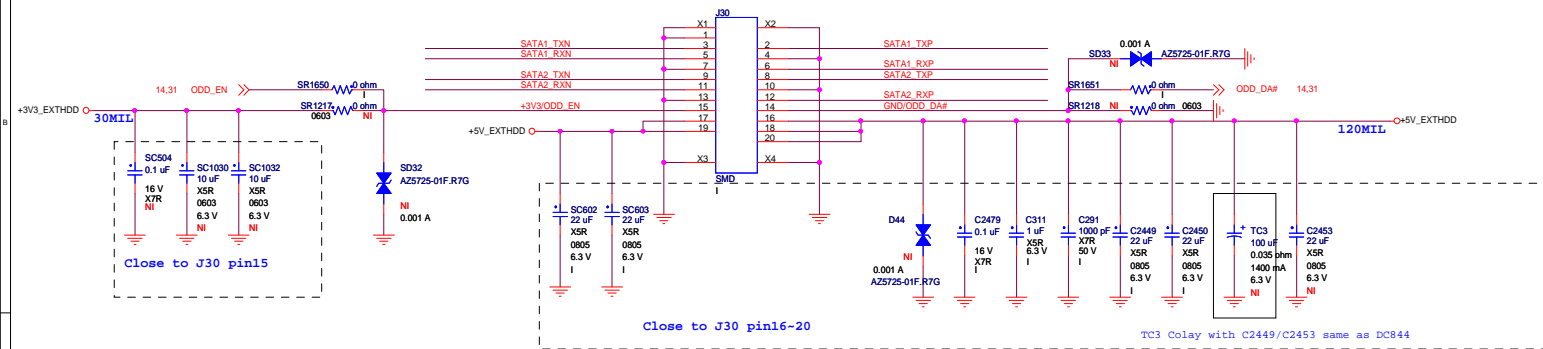 J30
X1
X2
1
3
2
5
4
7
6
9
8
11
10
13
12
15
14
17
16
19
18
20
X3
X4
SMD
I
SATA1_TXN
SATA1_RXN
SATA2_TXN
SATA2_RXN
+3V3/ODD_EN
SATA1_TXP
SATA1_RXP
SATA2_TXP
SATA2_RXP
GND/ODD_DA#
14,31 ODD_EN
SR1650 0 ohm
I
SR1217 0 ohm
0603 NI
+3V3_EXTHDD
30MIL
B
SC504
0.1 uF
16 V
X7R
NI
SC1030
10 uF
X5R
0603
6.3 V
NI
SC1032
10 uF
X5R
0603
6.3 V
NI
Close to J30 pin15
SD32
AZ5725-01F.R7G
NI
0.001 A
+5V_EXTHDD
SC602
22 uF
X5R
0805
6.3 V
I
SC603
22 uF
X5R
0805
6.3 V
I
0.001 A
SD33
NI
AZ5725-01F.R7G
SR1651 0 ohm
I
ODD_DA# 14,31
SR1218 0 ohm 0603 NI
+5V_EXTHDD
120MIL
D44
NI
0.001 A
AZ5725-01F.R7G
C2479
0.1 uF
16 V
X7R
I
C311
1 uF
X5R
6.3 V
I
C291
1000 pF
X7R
50 V
I
C2449
22 uF
X5R
0805
6.3 V
I
C2450
22 uF
X5R
0805
6.3 V
I
TC3
+
100 uF
0.035 ohm
1400 mA
6.3 V
NI
C2453
22 uF
X5R
0805
6.3 V
NI
Close to J30 pin16~20
TC3 Colay with C2449/C2453 same as DC844